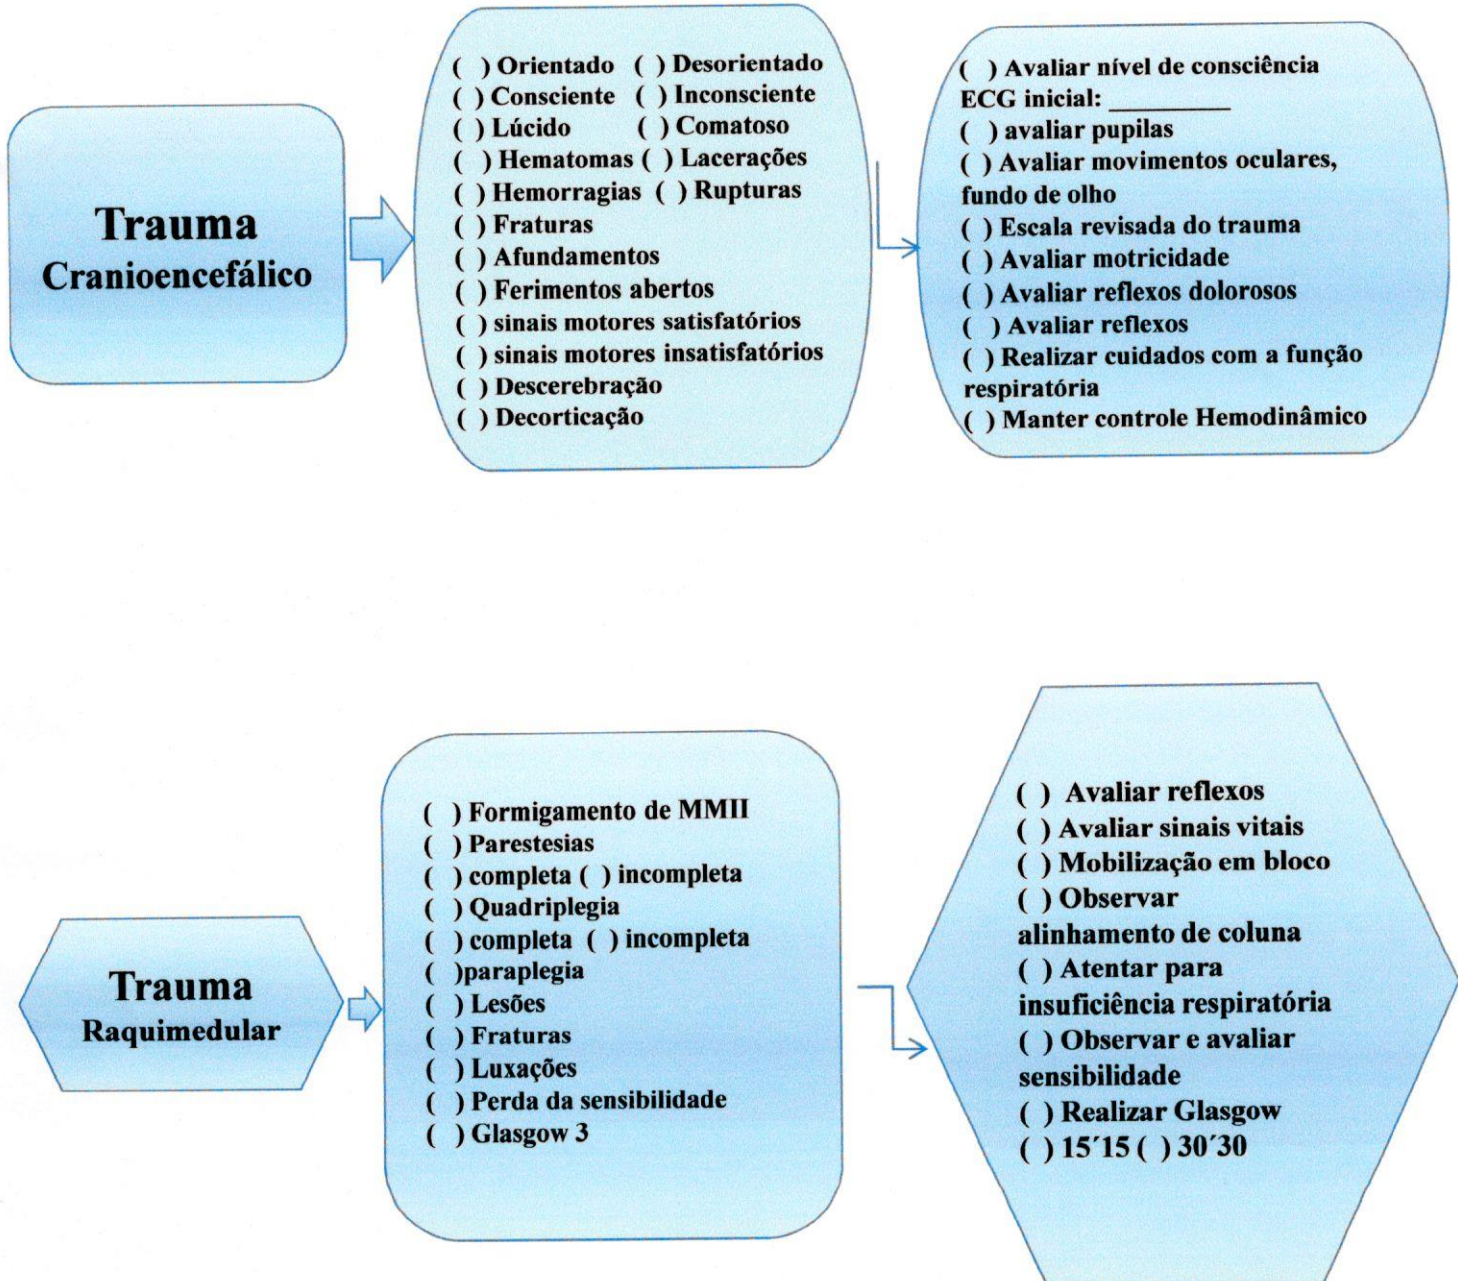 Trauma
Cranioencefálico
( ) Orientado ( ) Desorientado
( ) Consciente ( ) Inconsciente
( ) Lúcido ( ) Comatoso
( ) Hematomas ( ) Lacerações
( ) Hemorragias ( ) Rupturas
( ) Fraturas
( ) Afundamentos
( ) Ferimentos abertos
( ) sinais motores satisfatórios
( ) sinais motores insatisfatórios
( ) Descerebração
( ) Decorticação
( ) Avaliar nível de consciência
ECG inicial: __________
( ) avaliar pupilas
( ) Avaliar movimentos oculares,
fundo de olho
( ) Escala revisada do trauma
( ) Avaliar motricidade
( ) Avaliar reflexos dolorosos
( ) Avaliar reflexos
( ) Realizar cuidados com a função
respiratória
( ) Manter controle Hemodinâmico
Trauma
Raquimedular
( ) Formigamento de MMII
( ) Parestesias
( ) completa ( ) incompleta
( ) Quadriplegia
( ) completa ( ) incompleta
( )paraplegia
( ) Lesões
( ) Fraturas
( ) Luxações
( ) Perda da sensibilidade
( ) Glasgow 3
( ) Avaliar reflexos
( ) Avaliar sinais vitais
( ) Mobilização em bloco
( ) Observar
alinhamento de coluna
( ) Atentar para
insuficiência respiratória
( ) Observar e avaliar
sensibilidade
( ) Realizar Glasgow
( ) 15´15 ( ) 30´30